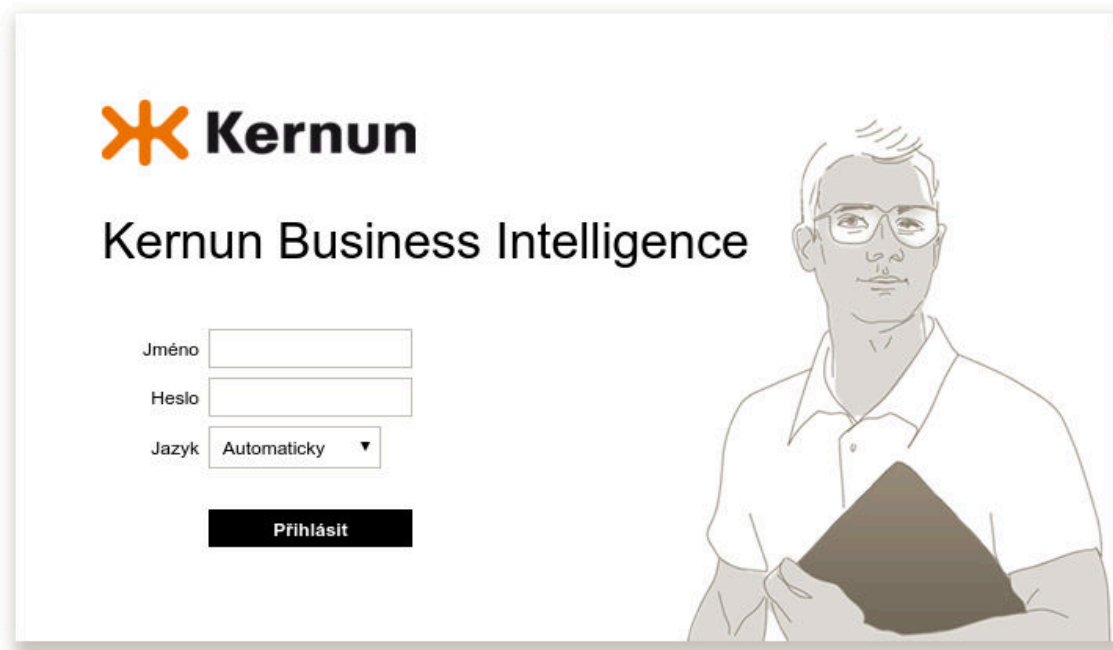 Kernun
Kernun Business Intelligence
Jméno
Heslo
Jazyk Automaticky
Přihlásit